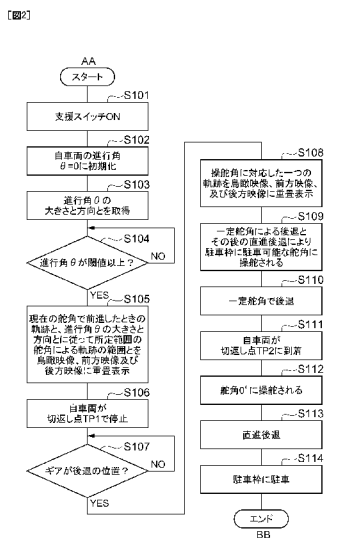 [図2]
AA
スタート
S101
支援スイッチON
S102
自車両の進行角
θ=0に初期化
S103
進行角θの
大きさと方向とを取得
S104
進行角θが閾値以上?
NO
YES
S105
現在の舵角で前進したときの
軌跡と、進行角θの大きさと
方向とに従って所定範囲の
舵角による軌跡の範囲とを
鳥瞰映像、前方映像及び
後方映像に重畳表示
S106
自車両が
切返し点TP1で停止
S107
ギアが後退の位置?
NO
YES
S108
操舵角に対応した一つの
軌跡を鳥瞰映像、前方映像、
及び後方映像に重畳表示
S109
一定舵角による後退と
その後の直進後退により
駐車枠に駐車可能な舵角に
操舵される
S110
一定舵角で後退
S111
自車両が
切返し点TP2に到着
S112
舵角0°に操舵される
S113
直進後退
S114
駐車枠に駐車
エンド
BB